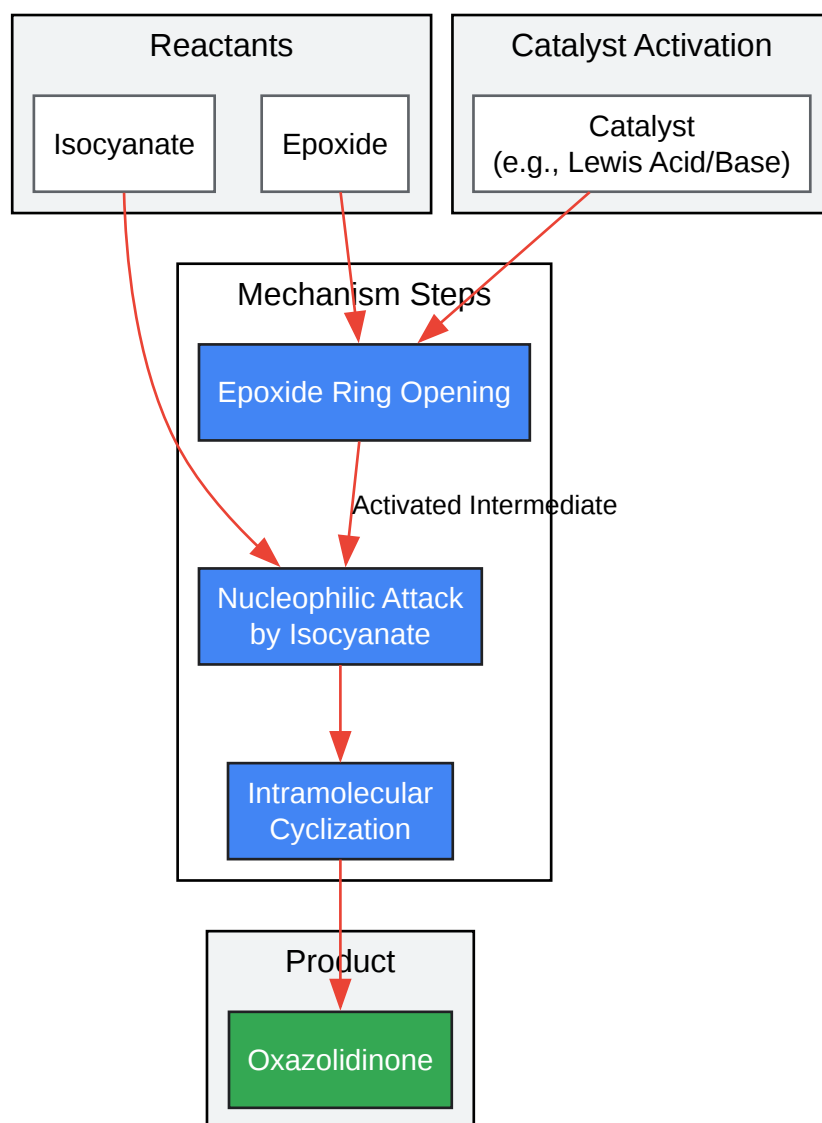 Reactants
Isocyanate
Epoxide
Catalyst Activation
Catalyst
(e.g., Lewis Acid/Base)
Mechanism Steps
Epoxide Ring Opening
Activated Intermediate
Nucleophilic Attack
by Isocyanate
Intramolecular
Cyclization
Product
Oxazolidinone